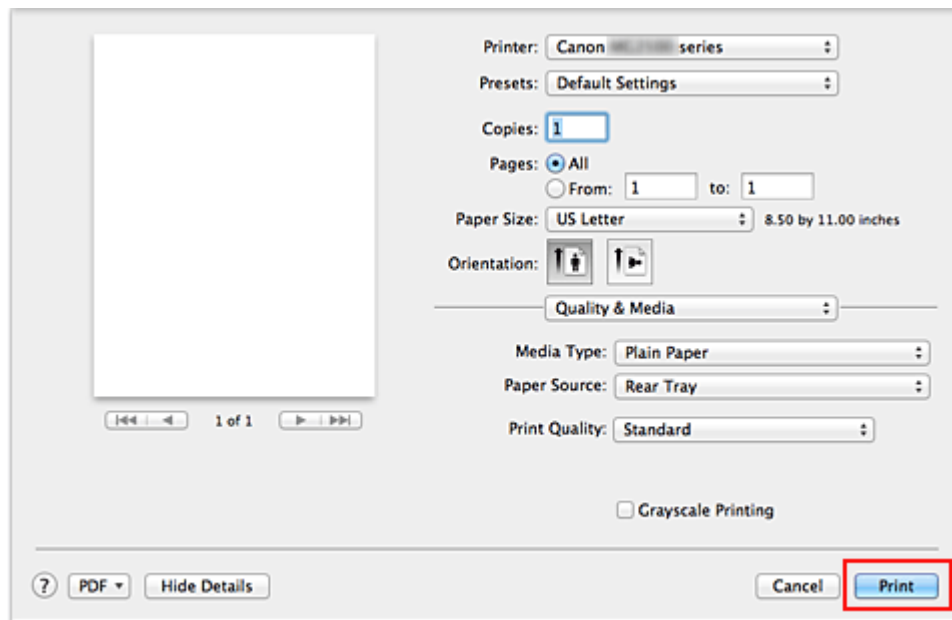 Printer: Canon series
Presets: Default Settings
Copies: 1
Pages: All
From: 1 to: 1
Paper Size: US Letter 8.50 by 11.00 inches
Orientation:
Quality & Media
Media Type: Plain Paper
Paper Source: Rear Tray
1 of 1
Print Quality: Standard
Grayscale Printing
? PDF Hide Details Cancel Print